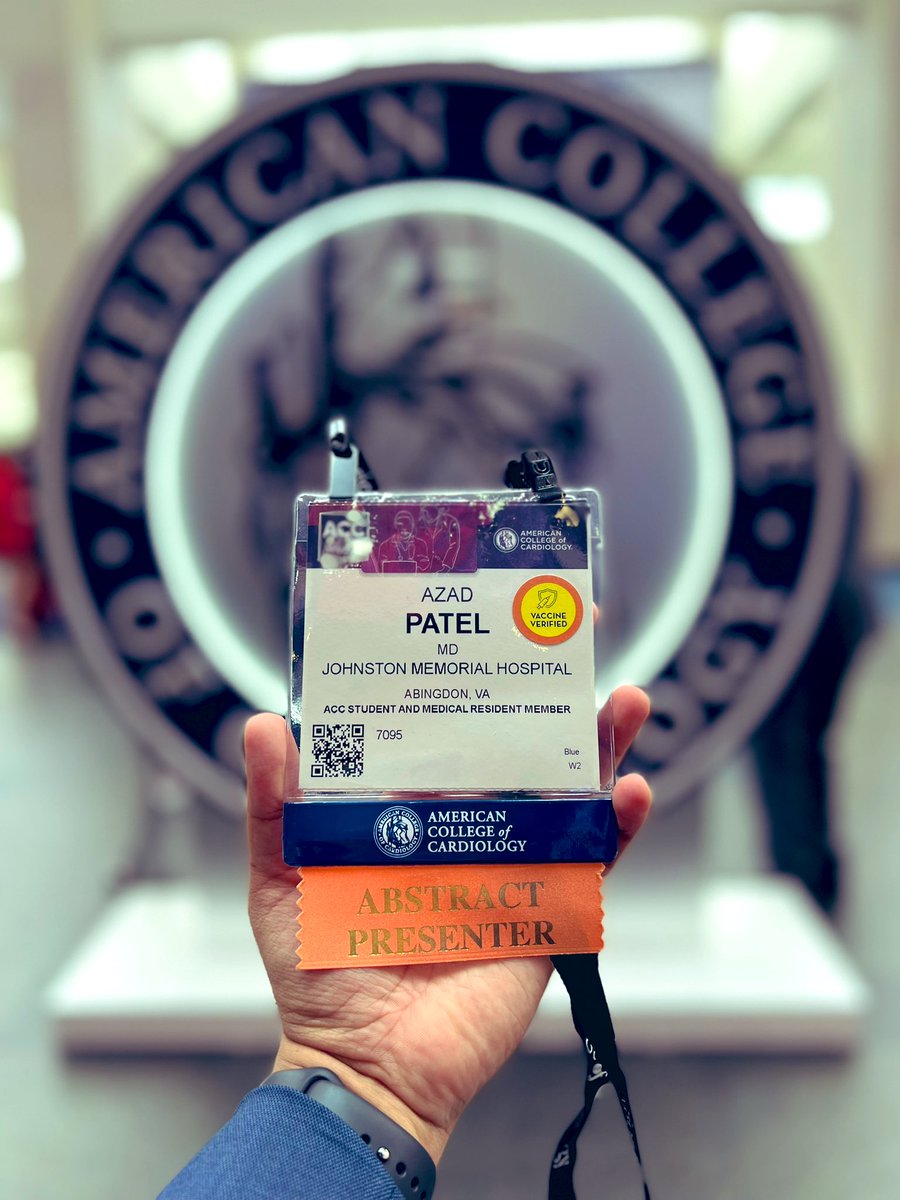 AMERICAN COLLEGE
OF
ACC
AMERICAN
COLLEGE of
CARDIOLOGY
AZAD
PATEL
MD
VACCINE
VERIFIED
JOHNSTON MEMORIAL HOSPITAL
ABINGDON, VA
ACC STUDENT AND MEDICAL RESIDENT MEMBER
7095
Blue
W2
AMERICAN
COLLEGE of
CARDIOLOGY
ABSTRACT
PRESENTER